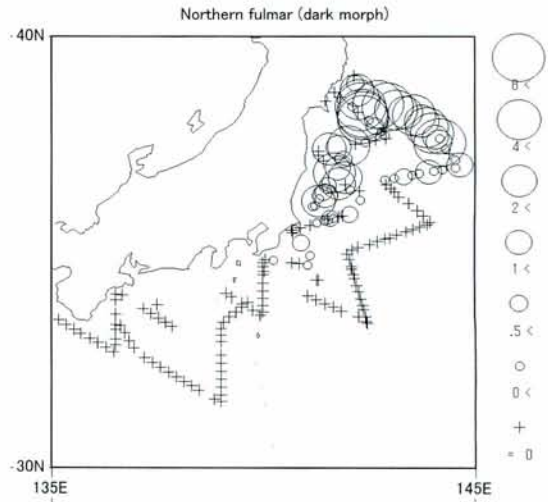 Northern fulmar (dark morph)
40N
8 <
4 <
2 <
1 <
.5 <
0 <
= 0
30N
135E
145E